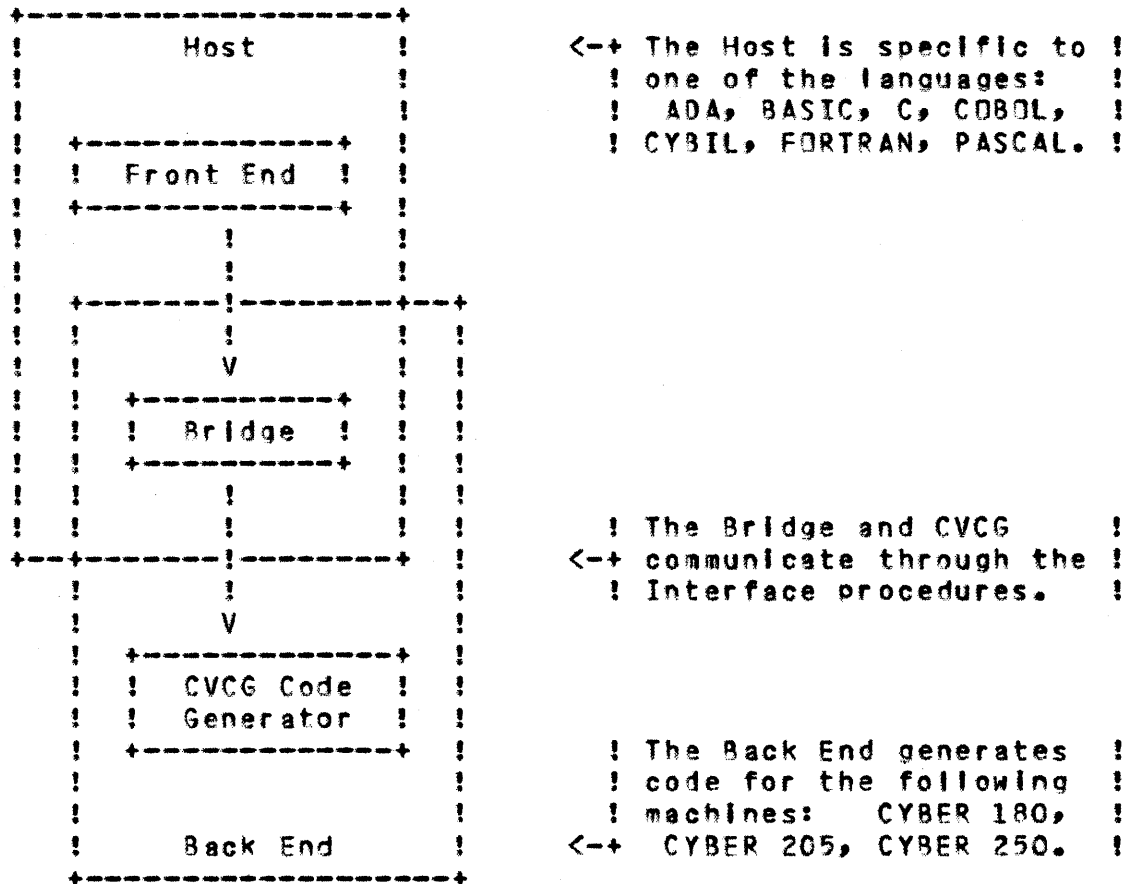 Host
<-+ The Host is specific to !
! one of the languages: !
! ADA, BASIC, C, COBOL, !
! CYBIL, FORTRAN, PASCAL. !
Front End
V
Bridge
! The Bridge and CVCG !
<-+ communicate through the !
! Interface procedures. !
V
CVCG Code
Generator
! The Back End generates !
! code for the following !
! machines: CYBER 180, !
Back End
<-+ CYBER 205, CYBER 250. !